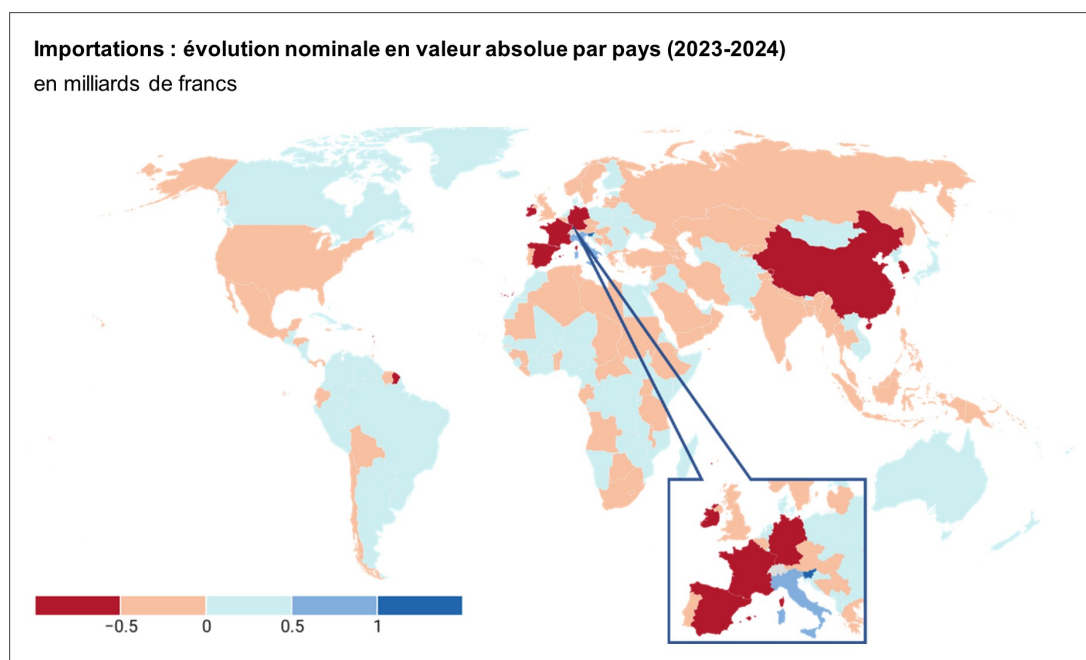 Importations : évolution nominale en valeur absolue par pays (2023-2024)
en milliards de francs
−0.5 0 0.5 1